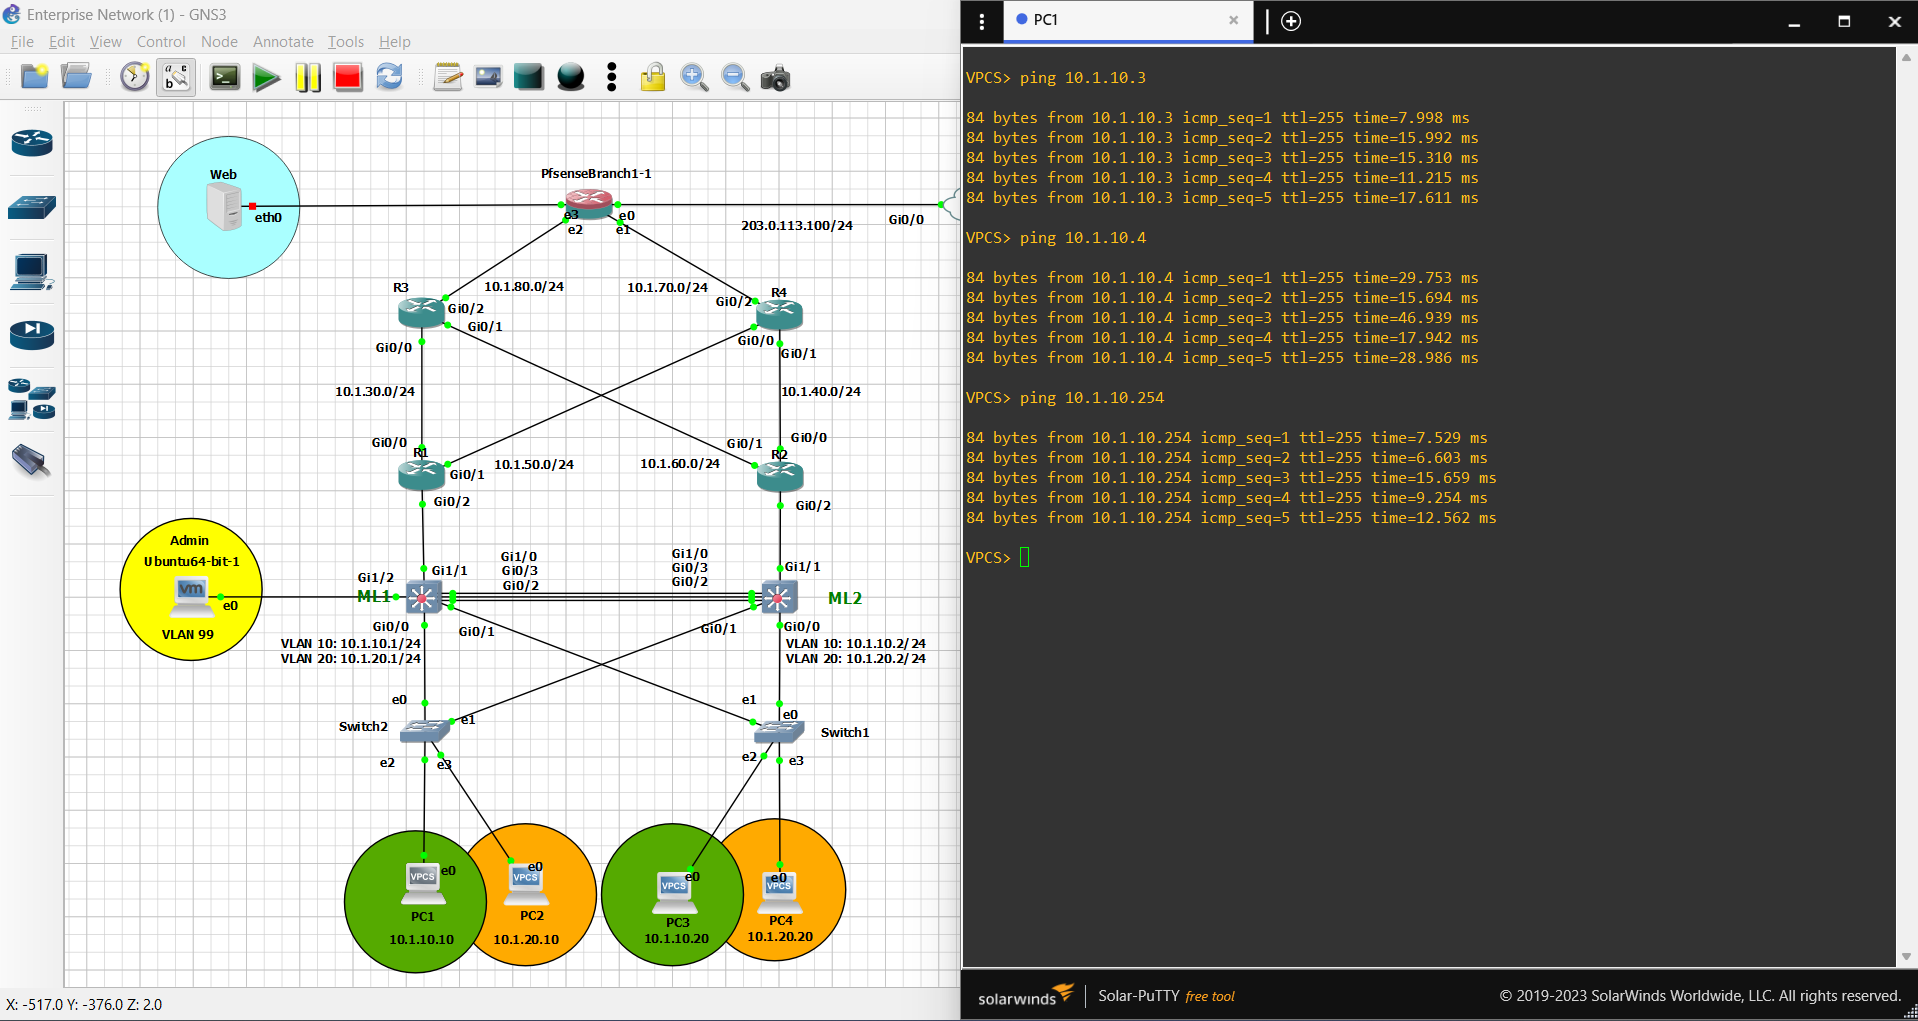 Enterprise Network (1) - GNS3
File Edit View Control Node Annotate Tools Help
Web
eth0
PfsenseBranch1-1
e3
e0
e2
e1
203.0.113.100/24
Gi0/0
R3
10.1.80.0/24
10.1.70.0/24
R4
Gi0/2
Gi0/2
Gi0/1
Gi0/0
Gi0/0
Gi0/1
10.1.30.0/24
10.1.40.0/24
Gi0/0
R1
Gi0/1
10.1.50.0/24
10.1.60.0/24
Gi0/1
Gi0/0
R2
Gi0/2
Gi0/2
Admin
Ubuntu64-bit-1
vm
e0
VLAN 99
Gi1/2
ML1
Gi1/1
Gi1/0
Gi0/3
Gi0/2
Gi1/0
Gi0/3
Gi0/2
Gi1/1
ML2
Gi0/0
Gi0/1
Gi0/1
Gi0/0
VLAN 10: 10.1.10.1/24
VLAN 20: 10.1.20.1/24
VLAN 10: 10.1.10.2/24
VLAN 20: 10.1.20.2/24
e0
e1
Switch2
e2
e3
e1
e0
Switch1
e2
e3
e0
VPCS
PC1
10.1.10.10
e0
VPCS
PC2
10.1.20.10
e0
VPCS
PC3
10.1.10.20
e0
VPCS
PC4
10.1.20.20
X: -517.0 Y: -376.0 Z: 2.0
PC1
VPCS> ping 10.1.10.3
84 bytes from 10.1.10.3 icmp_seq=1 ttl=255 time=7.998 ms
84 bytes from 10.1.10.3 icmp_seq=2 ttl=255 time=15.992 ms
84 bytes from 10.1.10.3 icmp_seq=3 ttl=255 time=15.310 ms
84 bytes from 10.1.10.3 icmp_seq=4 ttl=255 time=11.215 ms
84 bytes from 10.1.10.3 icmp_seq=5 ttl=255 time=17.611 ms
VPCS> ping 10.1.10.4
84 bytes from 10.1.10.4 icmp_seq=1 ttl=255 time=29.753 ms
84 bytes from 10.1.10.4 icmp_seq=2 ttl=255 time=15.694 ms
84 bytes from 10.1.10.4 icmp_seq=3 ttl=255 time=46.939 ms
84 bytes from 10.1.10.4 icmp_seq=4 ttl=255 time=17.942 ms
84 bytes from 10.1.10.4 icmp_seq=5 ttl=255 time=28.986 ms
VPCS> ping 10.1.10.254
84 bytes from 10.1.10.254 icmp_seq=1 ttl=255 time=7.529 ms
84 bytes from 10.1.10.254 icmp_seq=2 ttl=255 time=6.603 ms
84 bytes from 10.1.10.254 icmp_seq=3 ttl=255 time=15.659 ms
84 bytes from 10.1.10.254 icmp_seq=4 ttl=255 time=9.254 ms
84 bytes from 10.1.10.254 icmp_seq=5 ttl=255 time=12.562 ms
VPCS>
solarwinds Solar-PuTTY free tool
© 2019-2023 SolarWinds Worldwide, LLC. All rights reserved.